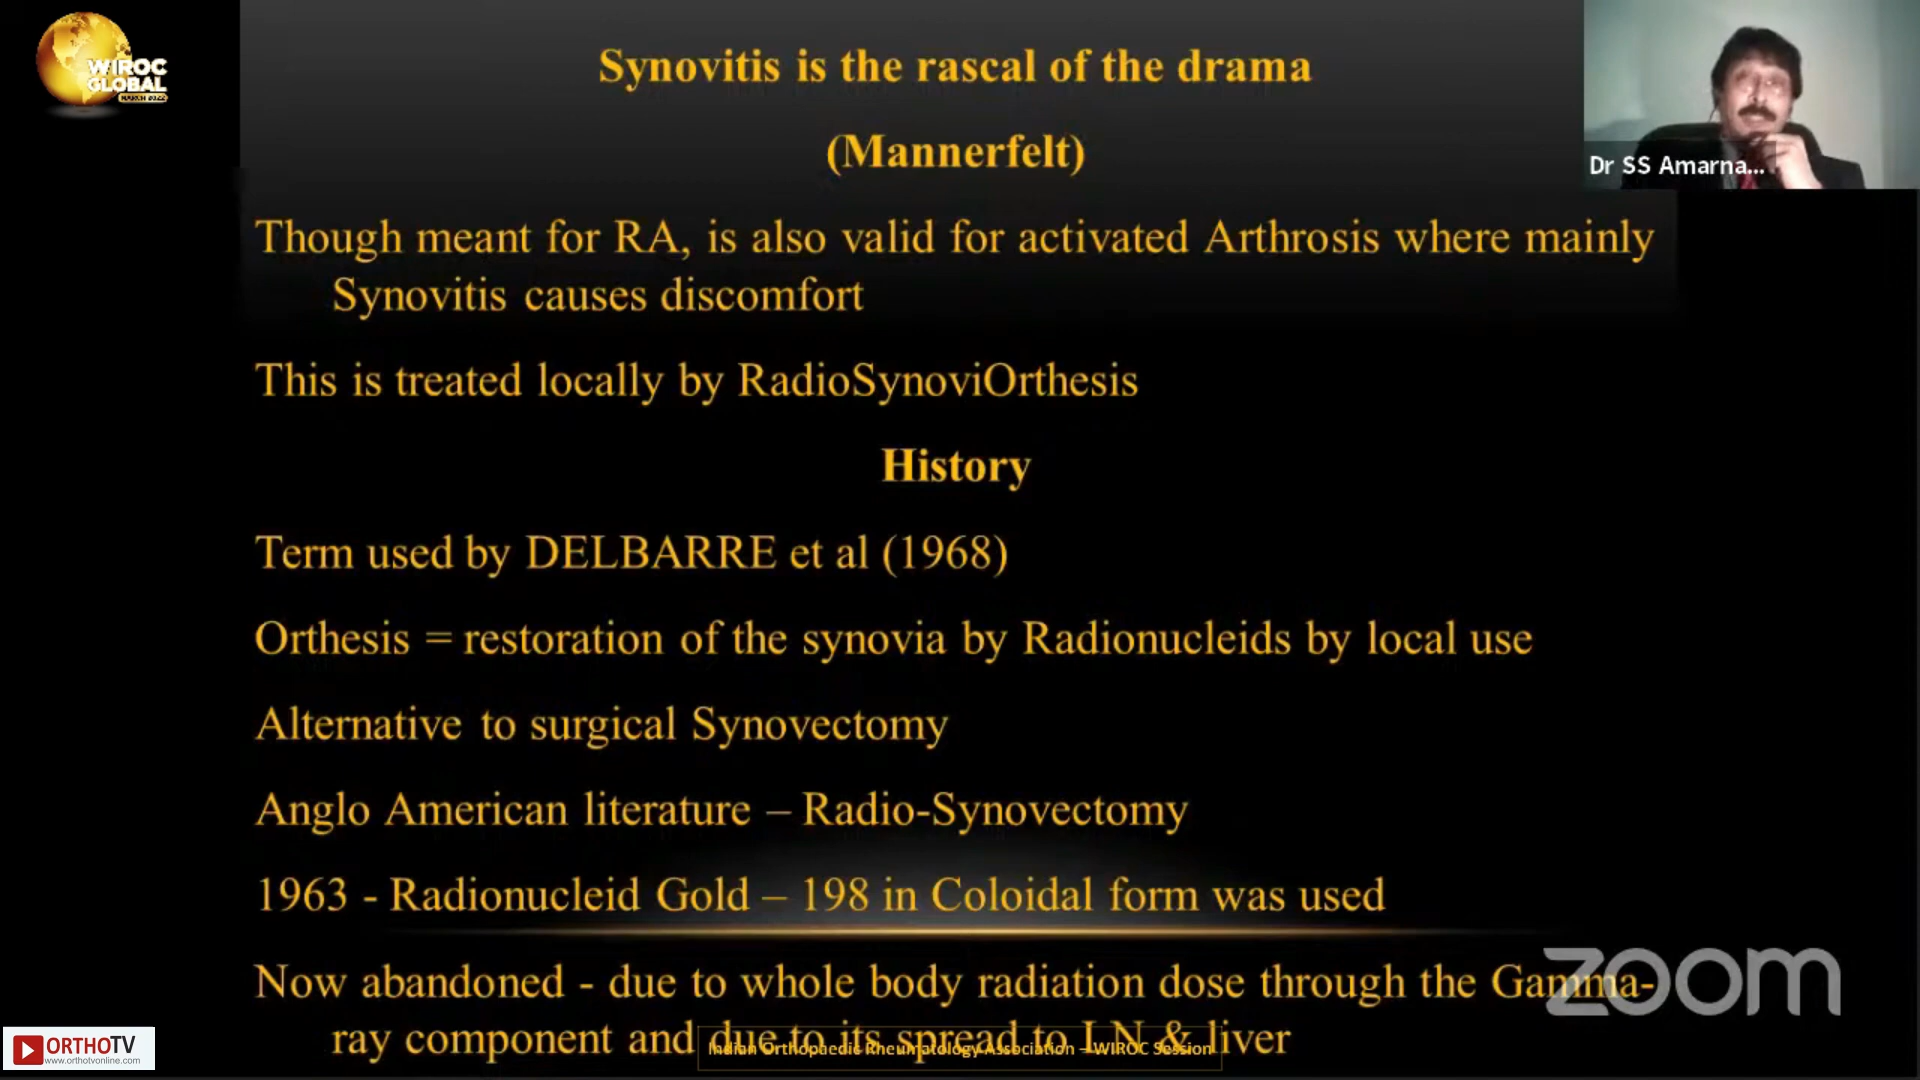 WIROC
GLOBAL
MARCH 2022
Synovitis is the rascal of the drama
(Mannerfelt)
Dr SS Amarna...
Though meant for RA, is also valid for activated Arthrosis where mainly
Synovitis causes discomfort
This is treated locally by RadioSynoviOrthesis
History
Term used by DELBARRE et al (1968)
Orthesis = restoration of the synovia by Radionucleids by local use
Alternative to surgical Synovectomy
Anglo American literature – Radio-Synovectomy
1963 - Radionucleid Gold – 198 in Coloidal form was used
Now abandoned - due to whole body radiation dose through the Gamma-
ray component and due to its spread to LN & liver
zoom
ORTHOTV
www.orthotvonline.com
Indian Orthopaedic Rheumatology Association – WIROC Session